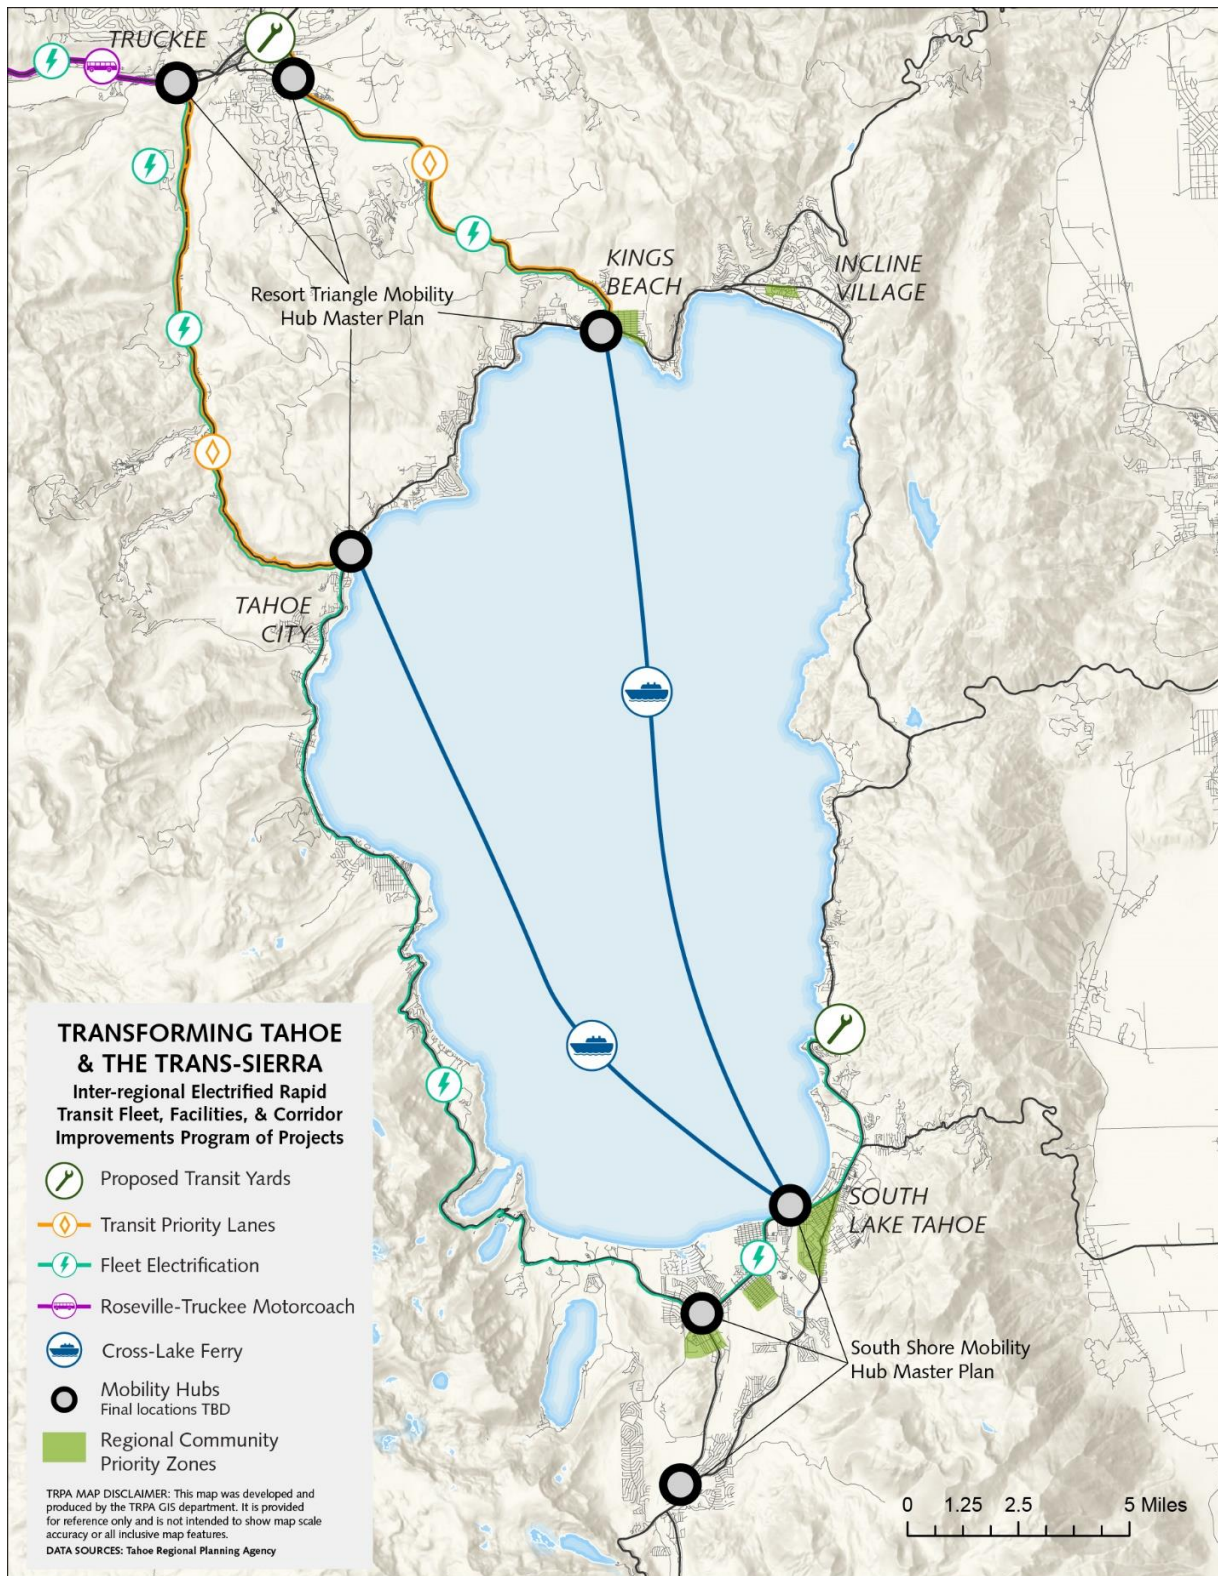 TRUCKEE
KINGS
BEACH
INCLINE
VILLAGE
Resort Triangle Mobility
Hub Master Plan
TAHOE
CITY
SOUTH
LAKE TAHOE
South Shore Mobility
Hub Master Plan
TRANSFORMING TAHOE
& THE TRANS-SIERRA
Inter-regional Electrified Rapid
Transit Fleet, Facilities, & Corridor
Improvements Program of Projects
Proposed Transit Yards
Transit Priority Lanes
Fleet Electrification
Roseville-Truckee Motorcoach
Cross-Lake Ferry
Mobility Hubs
Final locations TBD
Regional Community
Priority Zones
TRPA MAP DISCLAIMER: This map was developed and
produced by the TRPA GIS department. It is provided
for reference only and is not intended to show map scale
accuracy or all inclusive map features.
DATA SOURCES: Tahoe Regional Planning Agency
0 1.25 2.5 5 Miles